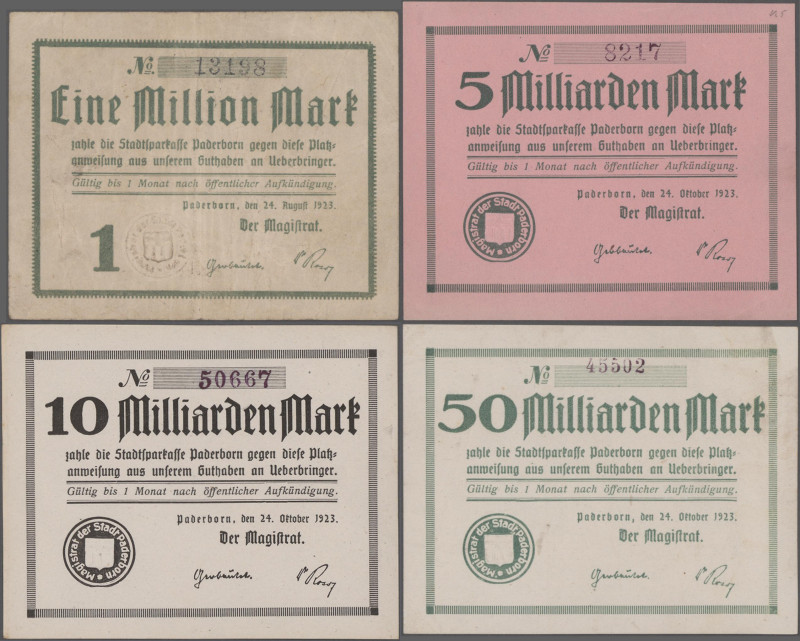 No. 13198
Eine Million Mark
zahle die Stadtsparkasse Paderborn gegen diese Platz-
anweisung aus unserem Guthaben an Ueberbringer.
Gültig bis 1 Monat nach öffentlicher Aufkündigung.
Paderborn, den 24. August 1923.
Der Magistrat.
1
No 8217
5 Milliarden Mark
zahle die Stadtsparkasse Paderborn gegen diese Platz-
anweisung aus unserem Guthaben an Ueberbringer.
Gültig bis 1 Monat nach öffentlicher Aufkündigung.
Paderborn, den 24. Oktober 1923.
Der Magistrat.
Magistrat der Stadt Paderborn
No 50667
10 Milliarden Mark
zahle die Stadtsparkasse Paderborn gegen diese Platz-
anweisung aus unserem Guthaben an Ueberbringer.
Gültig bis 1 Monat nach öffentlicher Aufkündigung.
Paderborn, den 24. Oktober 1923.
Der Magistrat.
Magistrat der Stadt Paderborn
No 45502
50 Milliarden Mark
zahle die Stadtsparkasse Paderborn gegen diese Platz-
anweisung aus unserem Guthaben an Ueberbringer.
Gültig bis 1 Monat nach öffentlicher Aufkündigung.
Paderborn, den 24. Oktober 1923.
Der Magistrat.
Magistrat der Stadt Paderborn